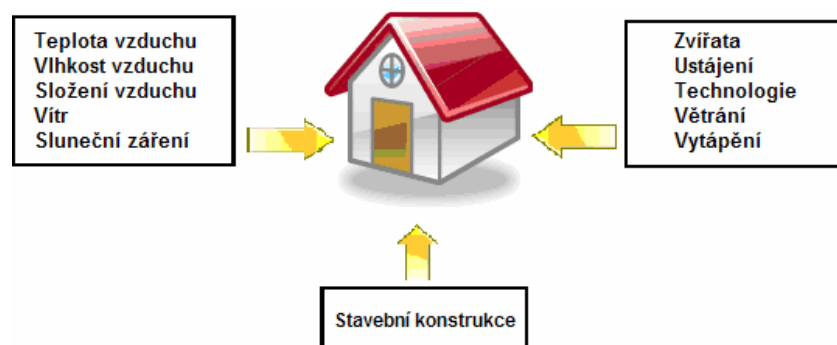 Teplota vzduchu
Vlhkost vzduchu
Složení vzduchu
Vítr
Sluneční záření
Zvířata
Ustájení
Technologie
Větrání
Vytápění
Stavební konstrukce